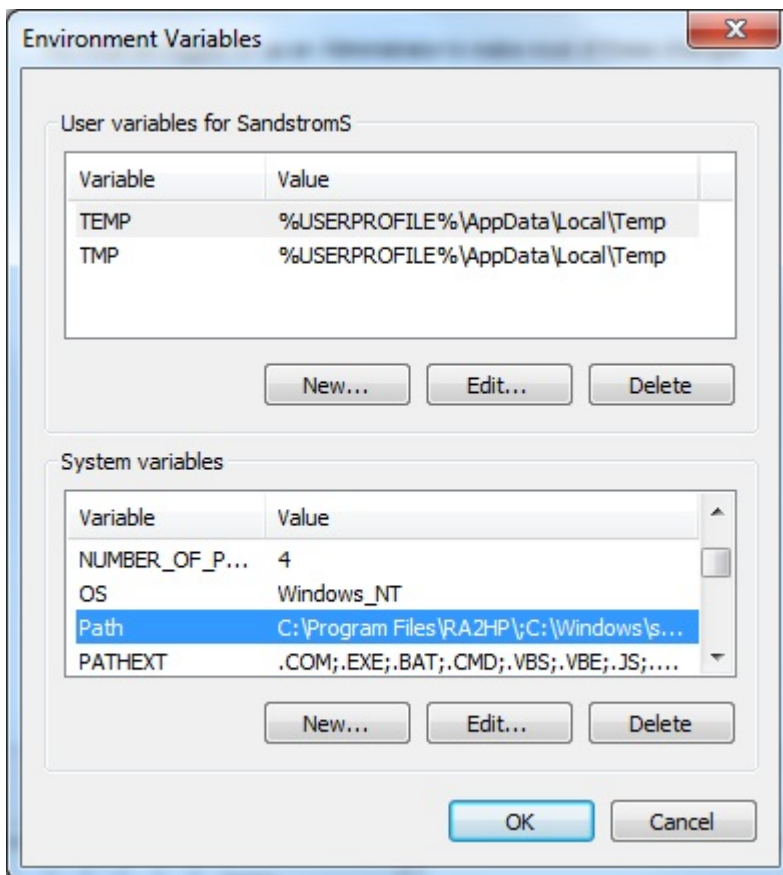 Environment Variables
User variables for SandstromS
Variable Value
TEMP %USERPROFILE%\AppData\Local\Temp
TMP %USERPROFILE%\AppData\Local\Temp
New... Edit... Delete
System variables
Variable Value
NUMBER_OF_P... 4
OS Windows_NT
Path C:\Program Files\RA2HP\;C:\Windows\s...
PATHEXT .COM;.EXE;.BAT;.CMD;.VBS;.VBE;.JS;....
New... Edit... Delete
OK Cancel